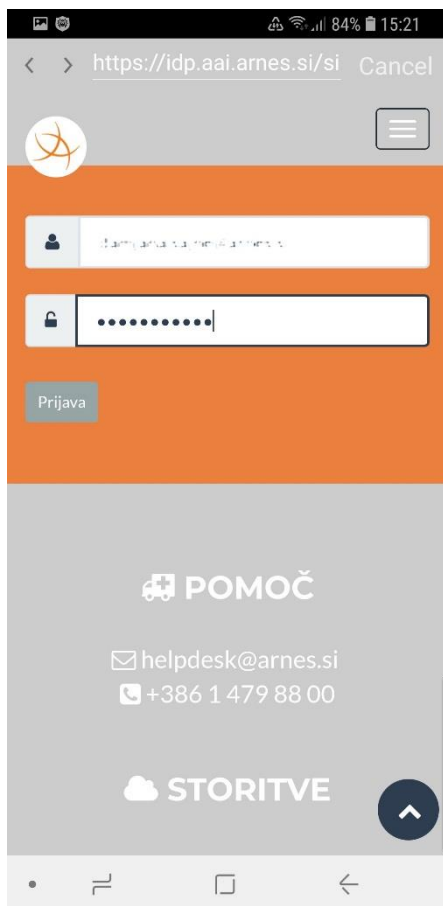 84% 15:21
https://idp.aai.arnes.si/si Cancel
Prijava
POMOČ
helpdesk@arnes.si
+386 1 479 88 00
STORITVE